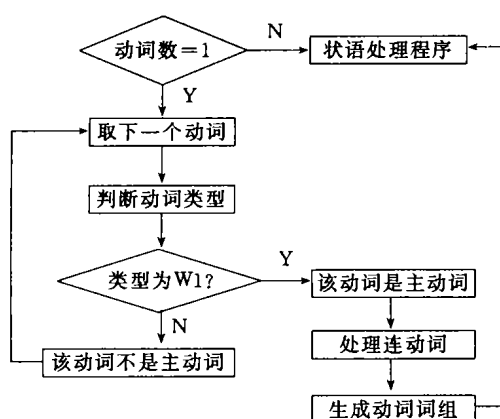 动词数=1
N
状语处理程序
Y
取下一个动词
判断动词类型
类型为W1?
Y
该动词是主动词
N
处理连动词
该动词不是主动词
生成动词词组